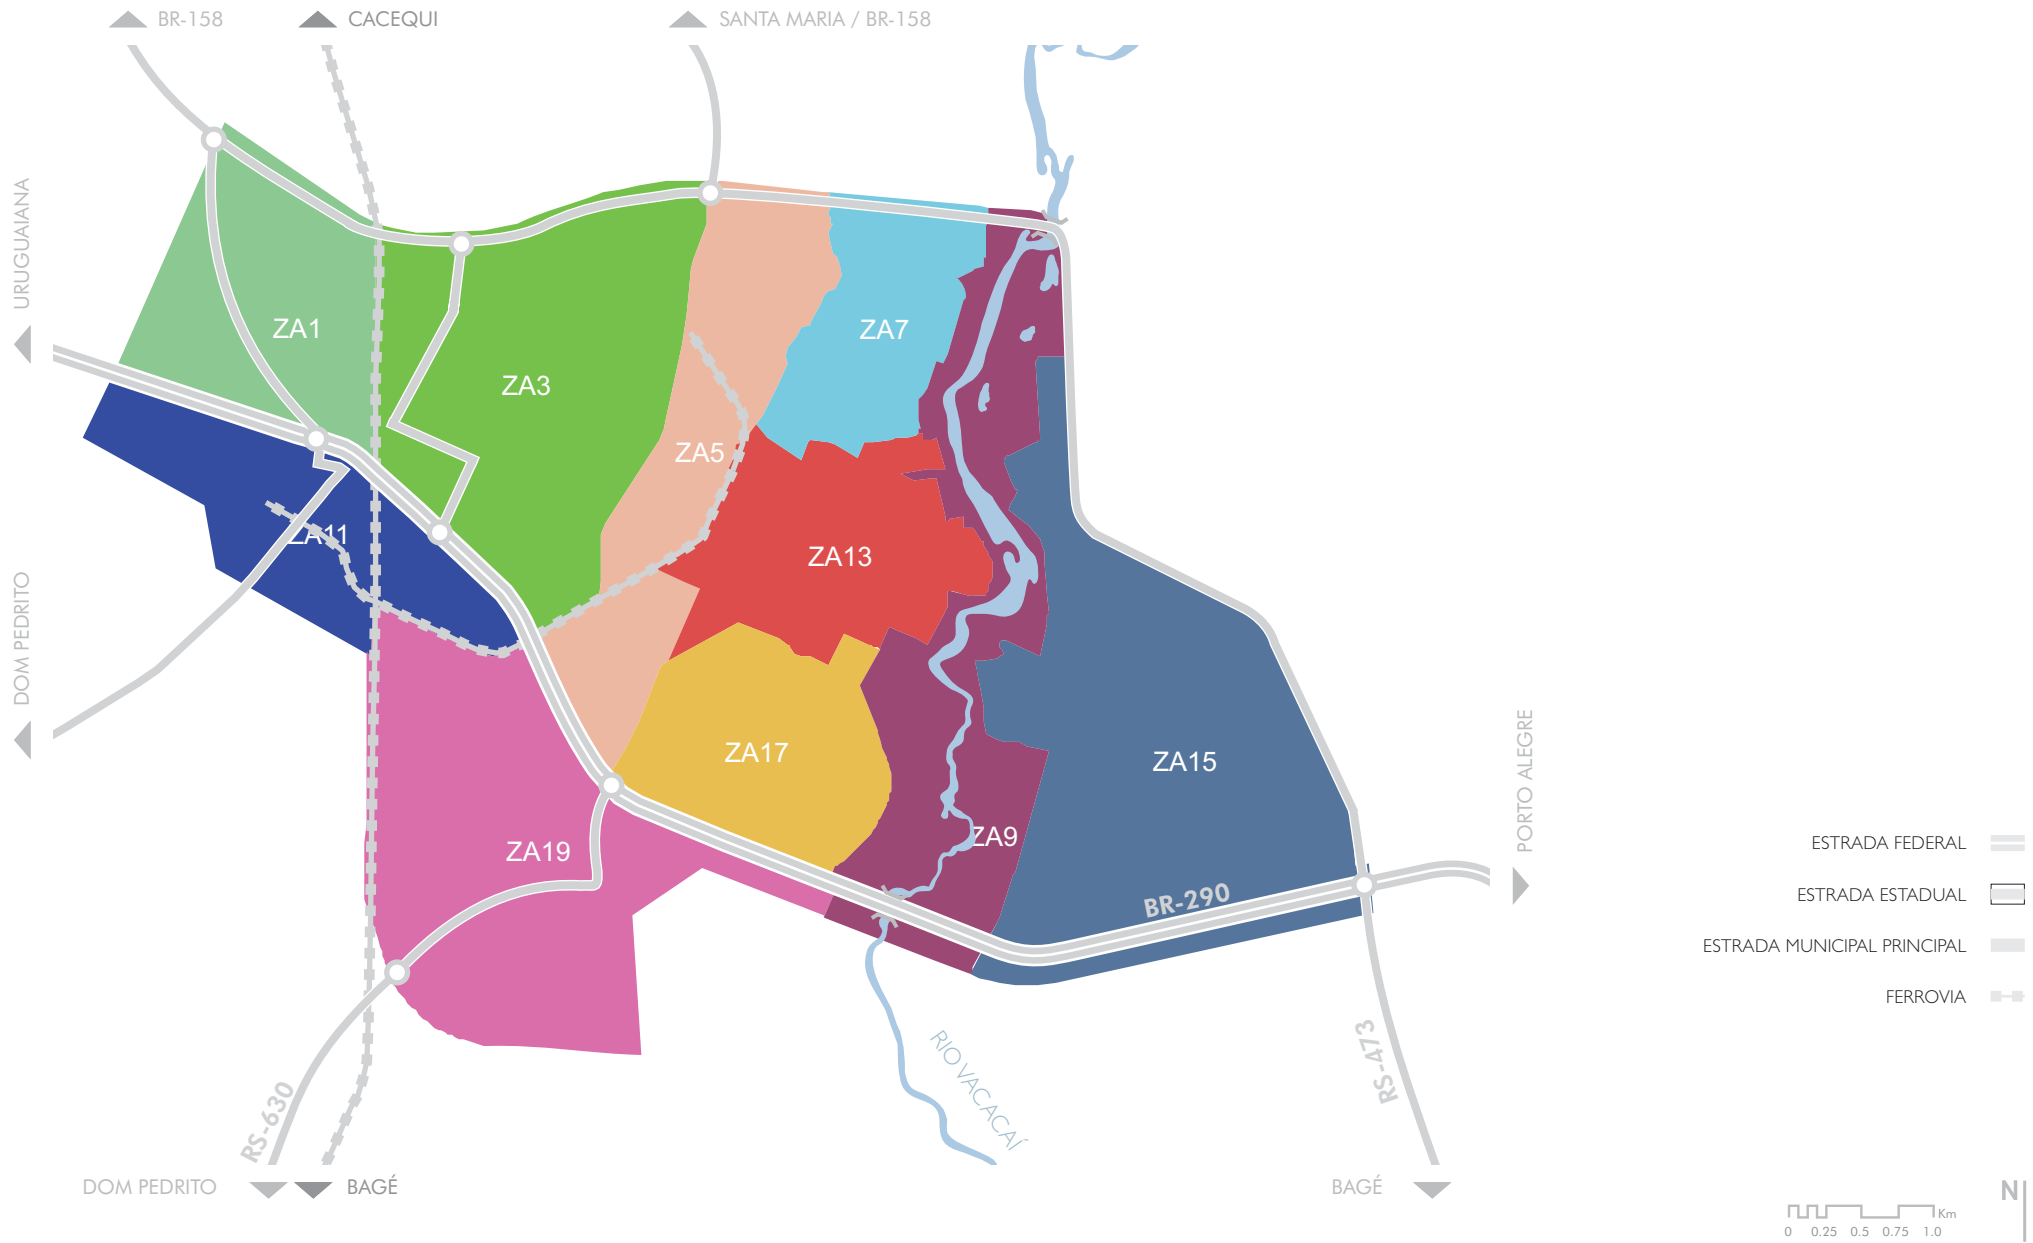 BR-158
CACEQUI
SANTA MARIA / BR-158
URUGUAIANA
ZA1
ZA7
ZA3
ZA5
ZA11
ZA13
DOM PEDRITO
ZA17
ZA15
PORTO ALEGRE
ZA9
ZA19
BR-290
ESTRADA FEDERAL
ESTRADA ESTADUAL
ESTRADA MUNICIPAL PRINCIPAL
FERROVIA
RIO VACACAÍ
RS-473
RS-630
DOM PEDRITO
BAGÉ
BAGÉ
N
Km
0 0.25 0.5 0.75 1.0